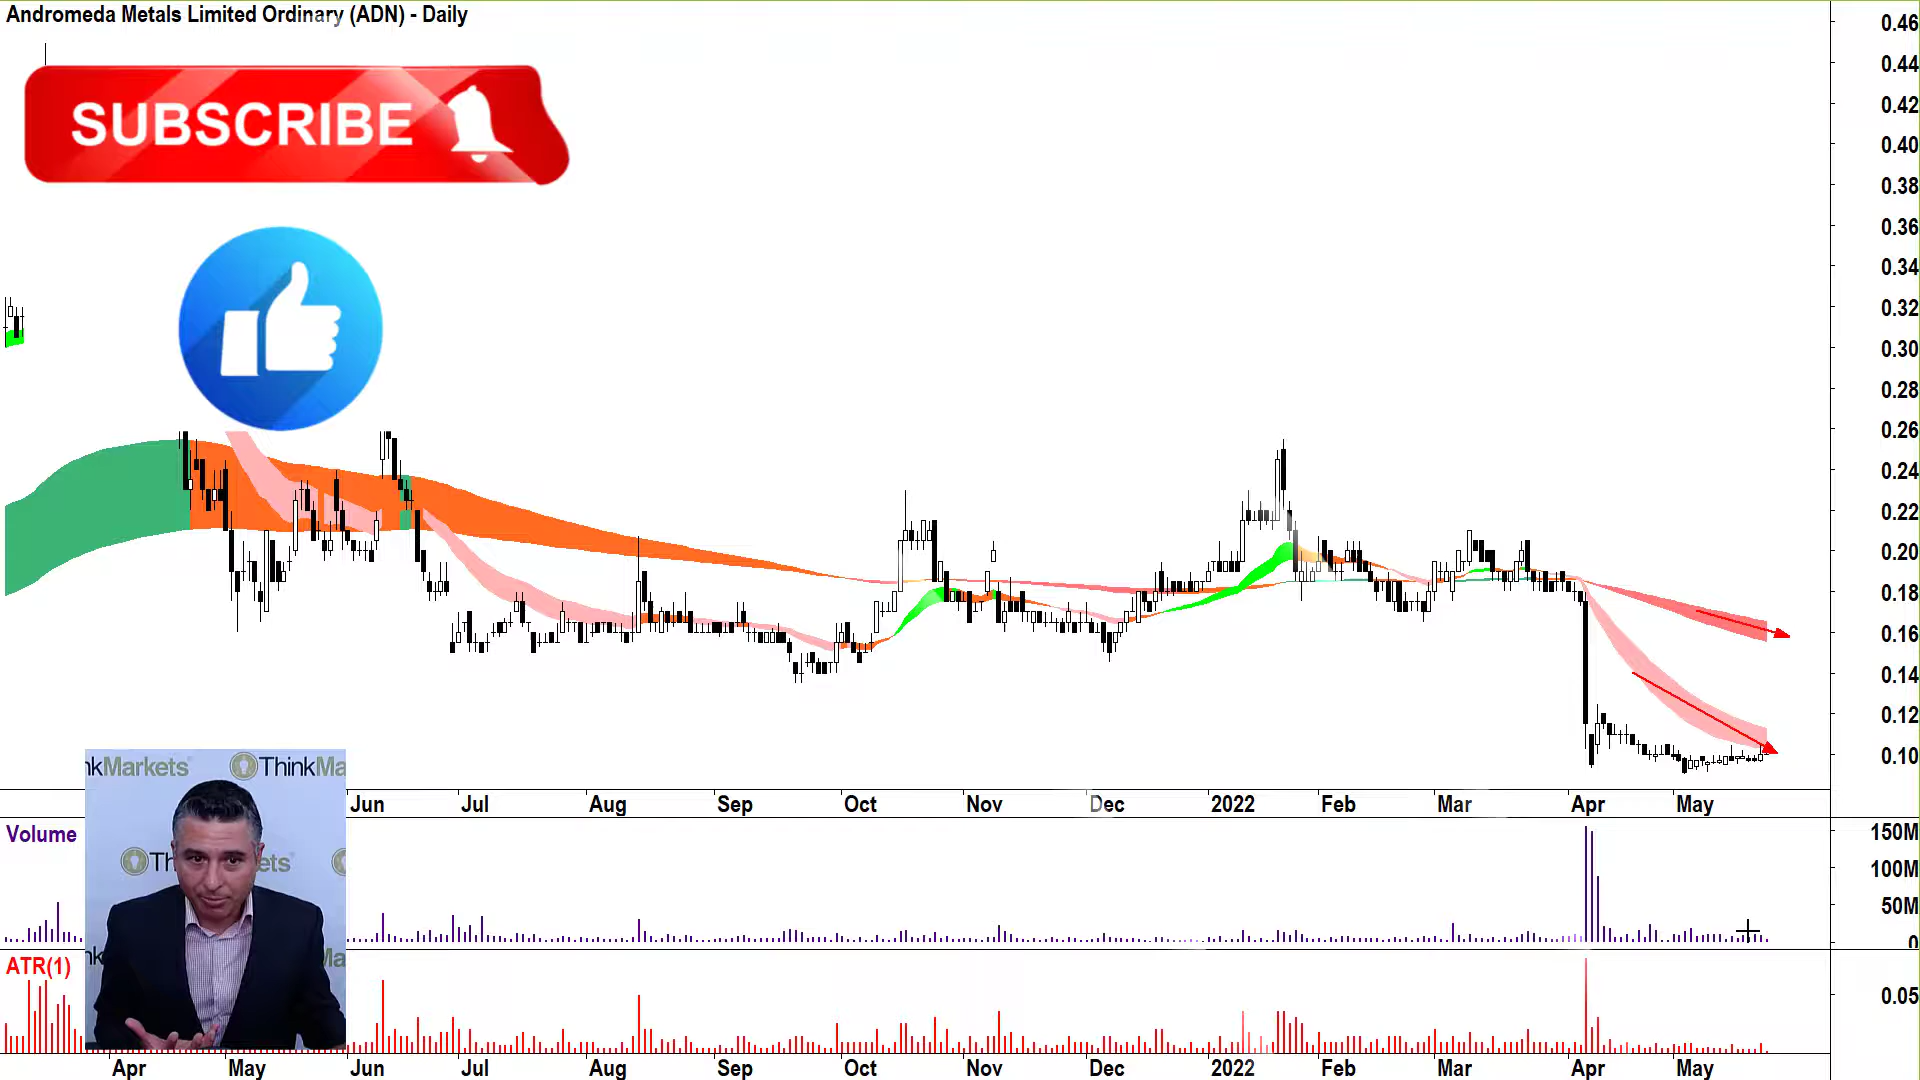 Andromeda Metals Limited Ordinary (ADN) - Daily
SUBSCRIBE
0.46
0.44
0.42
0.40
0.38
0.36
0.34
0.32
0.30
0.28
0.26
0.24
0.22
0.20
0.18
0.16
0.14
0.12
0.10
nkMarkets ThinkMa
Jun Jul Aug Sep Oct Nov Dec 2022 Feb Mar Apr May
Volume
150M
100M
50M
0
ATR(1)
0.05
Apr May Jun Jul Aug Sep Oct Nov Dec 2022 Feb Mar Apr May